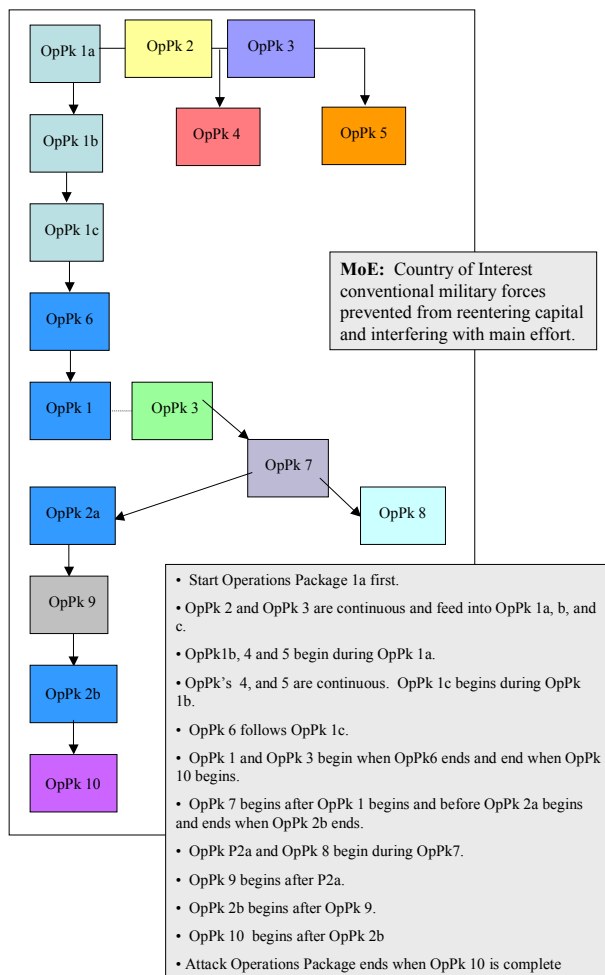 OpPk 1a
OpPk 2
OpPk 3
OpPk 1b
OpPk 4
OpPk 5
OpPk 1c
MoE: Country of Interest
conventional military forces
prevented from reentering capital
and interfering with main effort.
OpPk 6
OpPk 1
OpPk 3
OpPk 7
OpPk 2a
OpPk 8
OpPk 9
OpPk 2b
OpPk 10
• Start Operations Package 1a first.
• OpPk 2 and OpPk 3 are continuous and feed into OpPk 1a, b, and
c.
• OpPk1b, 4 and 5 begin during OpPk 1a.
• OpPk's 4, and 5 are continuous. OpPk 1c begins during OpPk
1b.
• OpPk 6 follows OpPk 1c.
• OpPk 1 and OpPk 3 begin when OpPk6 ends and end when OpPk
10 begins.
• OpPk 7 begins after OpPk 1 begins and before OpPk 2a begins
and ends when OpPk 2b ends.
• OpPk P2a and OpPk 8 begin during OpPk7.
• OpPk 9 begins after P2a.
• OpPk 2b begins after OpPk 9.
• OpPk 10 begins after OpPk 2b
• Attack Operations Package ends when OpPk 10 is complete